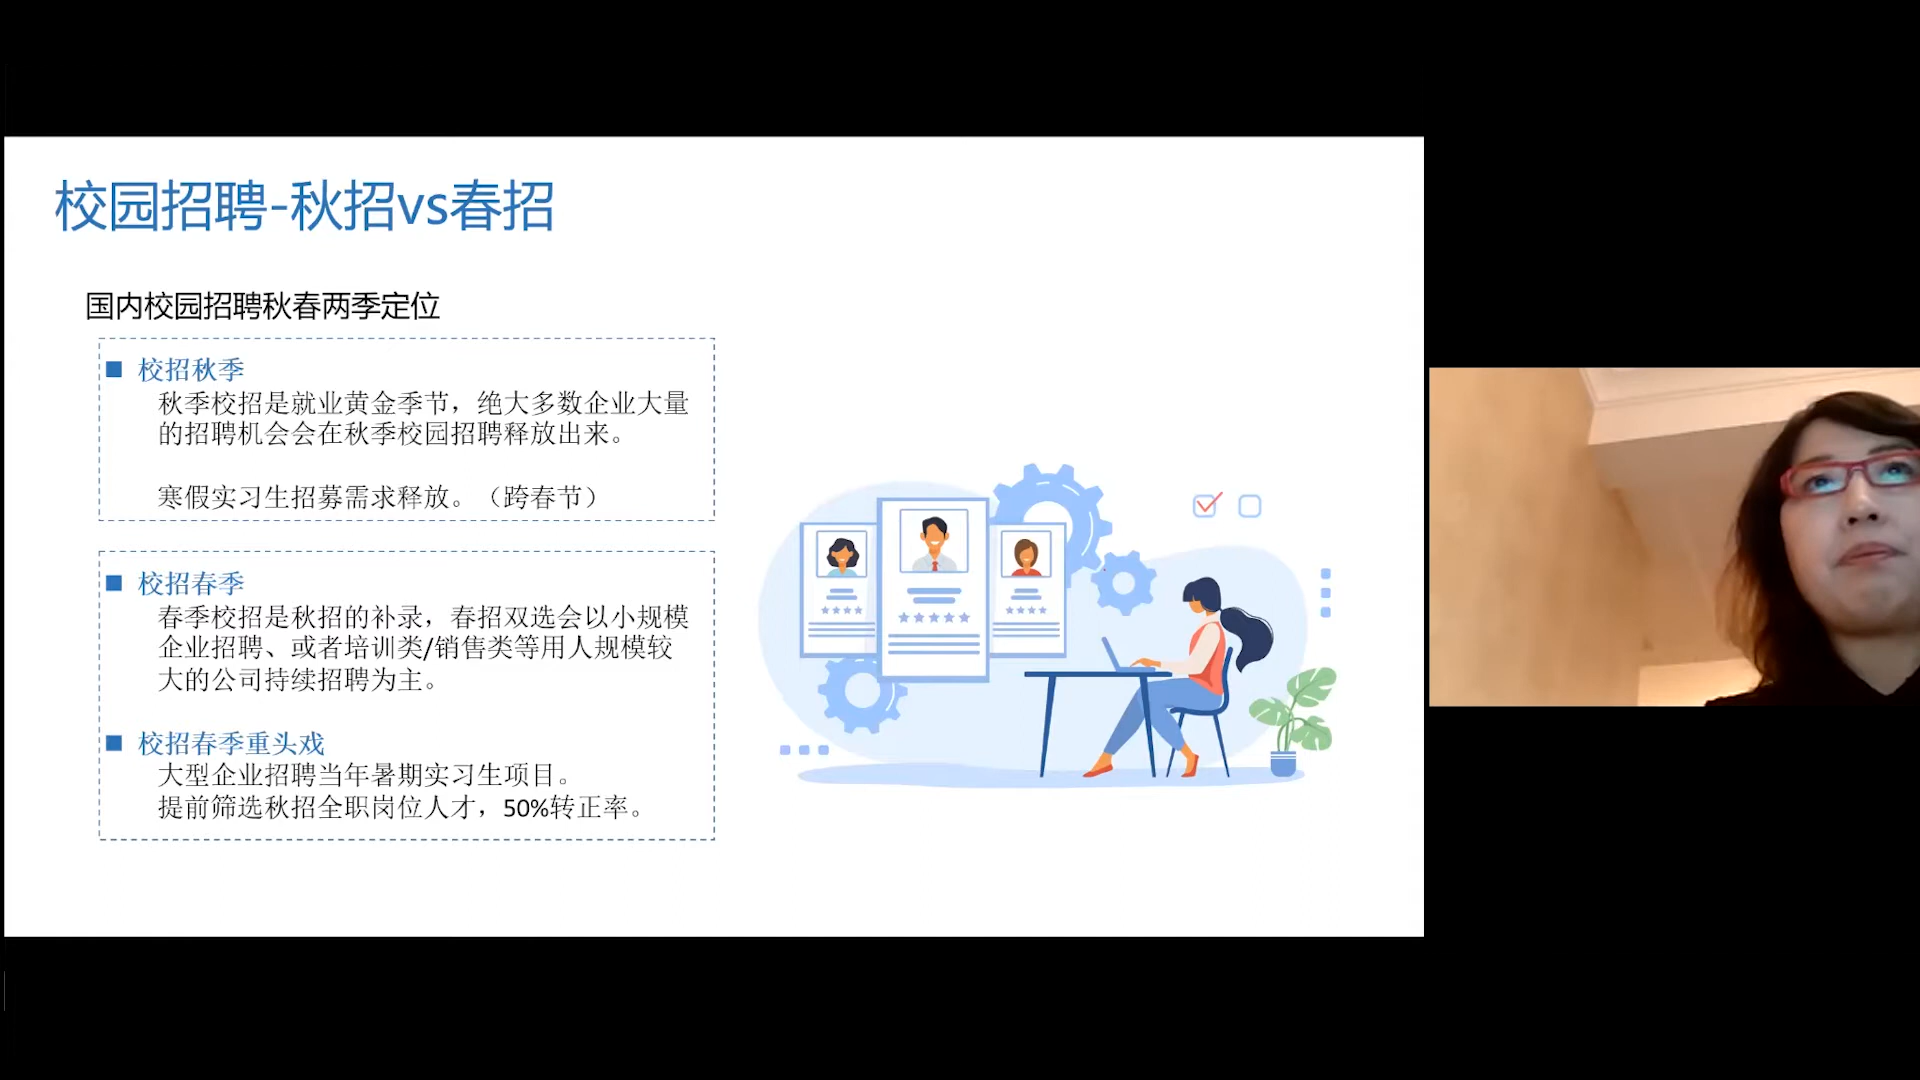 校园招聘-秋招vs春招
国内校园招聘秋春两季定位
校招秋季
秋季校招是就业黄金季节，绝大多数企业大量
的招聘机会会在秋季校园招聘释放出来。
寒假实习生招募需求释放。（跨春节）
校招春季
春季校招是秋招的补录，春招双选会以小规模
企业招聘、或者培训类/销售类等用人规模较
大的公司持续招聘为主。
校招春季重头戏
大型企业招聘当年暑期实习生项目。
提前筛选秋招全职岗位人才，50%转正率。